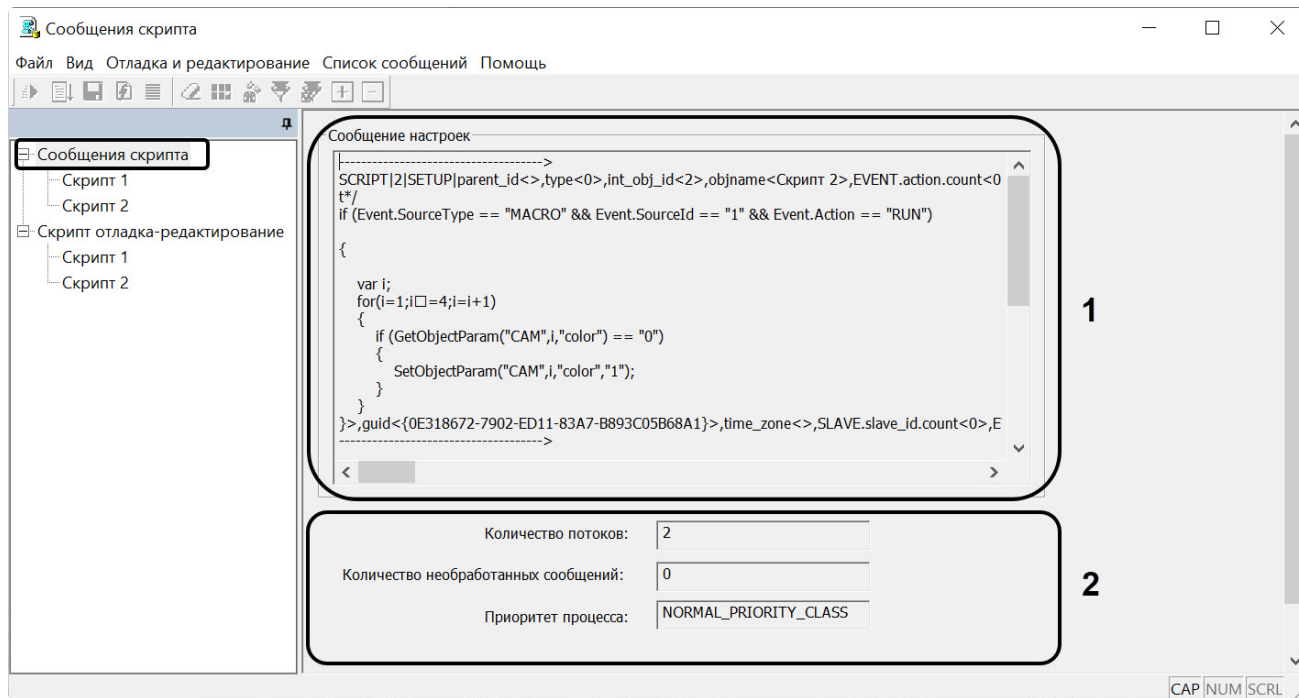 Сообщения скрипта
Файл Вид Отладка и редактирование Список сообщений Помощь
Сообщения скрипта
Скрипт 1
Скрипт 2
Скрипт отладка-редактирование
Скрипт 1
Скрипт 2
Сообщение настроек
|------------------------------------->
SCRIPT|2|SETUP|parent_id<>,type<0>,int_obj_id<2>,objname<Скрипт 2>,EVENT.action.count<0
t*/
if (Event.SourceType == "MACRO" && Event.SourceId == "1" && Event.Action == "RUN")
{
var i;
for(i=1;i□=4;i=i+1)
{
if (GetObjectParam("CAM",i,"color") == "0")
{
SetObjectParam("CAM",i,"color","1");
}
}
}>,guid<{0E318672-7902-ED11-83A7-B893C05B68A1}>,time_zone<>,SLAVE.slave_id.count<0>,E
------------------------------------->
1
Количество потоков: 2
Количество необработанных сообщений: 0
Приоритет процесса: NORMAL_PRIORITY_CLASS
2
CAP NUM SCRL